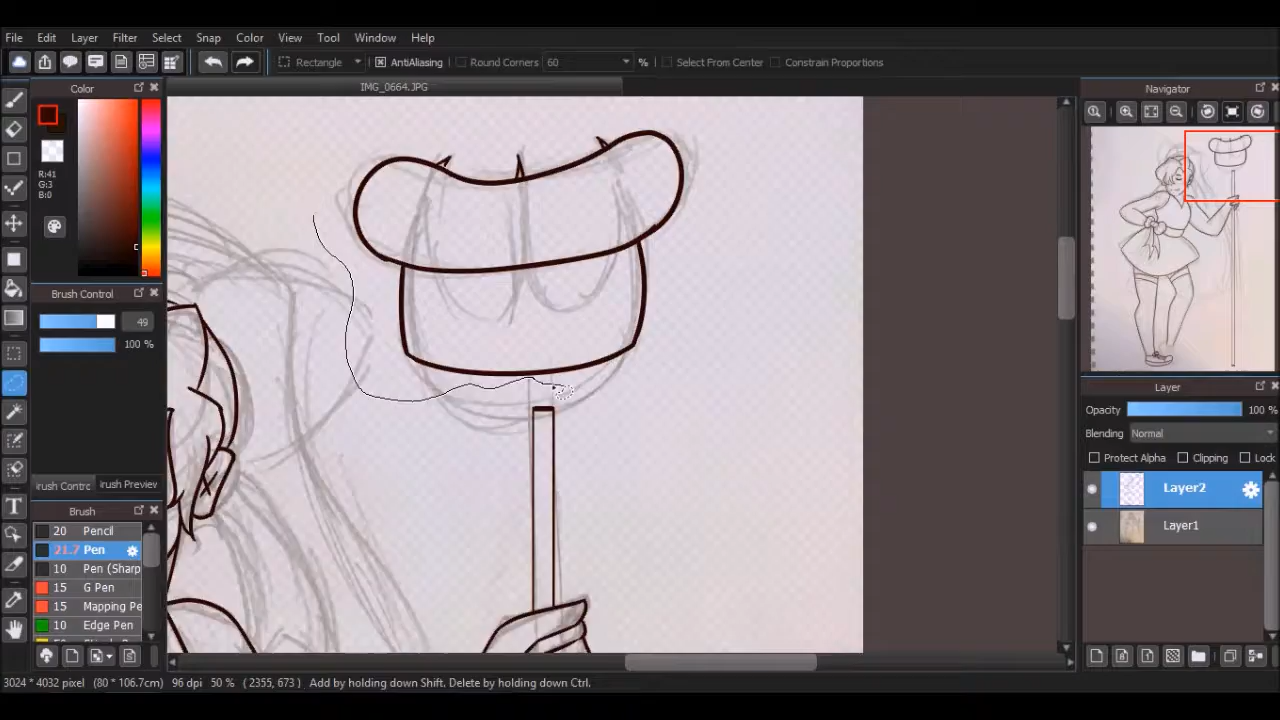 File Edit Layer Filter Select Snap Color View Tool Window Help
Rectangle AntiAliasing Round Corners 60 % Select From Center Constrain Proportions
Color
IMG_0664.JPG
Navigator
R:41
G:3
B:0
Brush Control
49
100 %
rush Contrc rush Preview
Brush
20 Pencil
21.7 Pen
10 Pen (Sharp
15 G Pen
15 Mapping Pe
10 Edge Pen
Layer
Opacity 100 %
Blending Normal
Protect Alpha Clipping Lock
Layer2
Layer1
T
3024 * 4032 pixel (80 * 106.7cm) 96 dpi 50 % ( 2355, 673 ) Add by holding down Shift. Delete by holding down Ctrl.